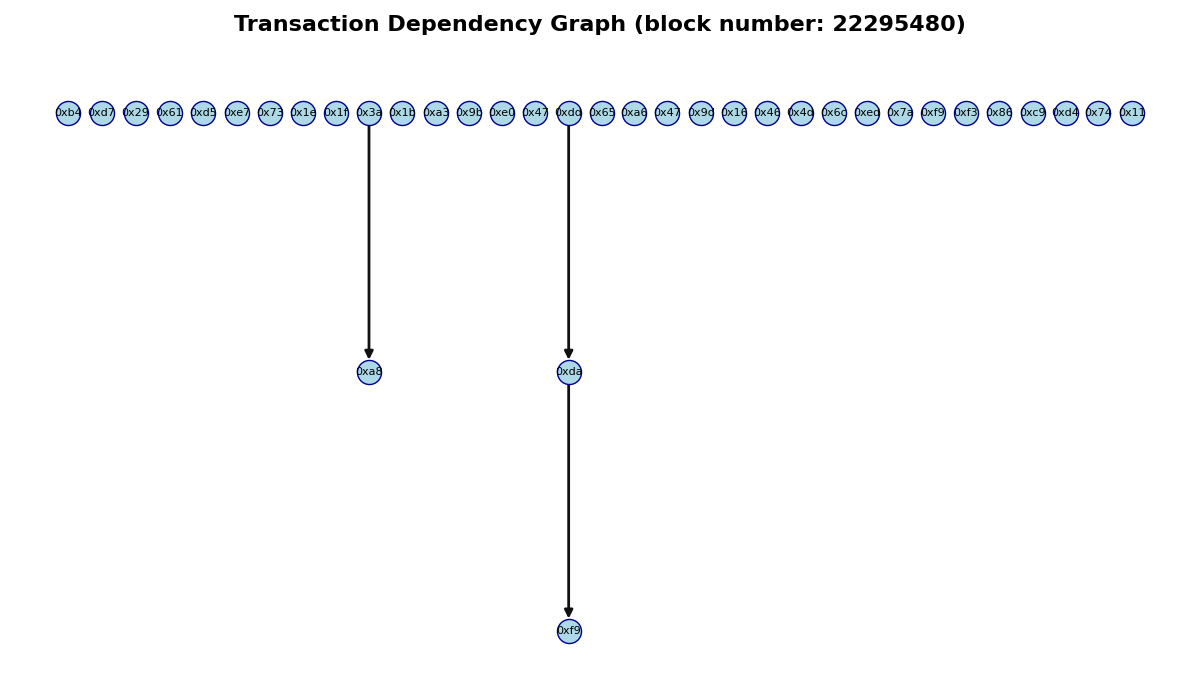 Transaction Dependency Graph (block number: 22295480)
0xb4 0xd7 0x29 0x61 0xd5 0xe7 0x73 0x1e 0x1f 0x3a 0x1b 0xa3 0x9b 0xe0 0x47 0xdd 0x65 0xa6 0x47 0x9d 0x16 0x46 0x4d 0x6c 0xed 0x7a 0xf9 0xf3 0x86 0xc9 0xd4 0x74 0x11
0xa8 0xda
0xf9